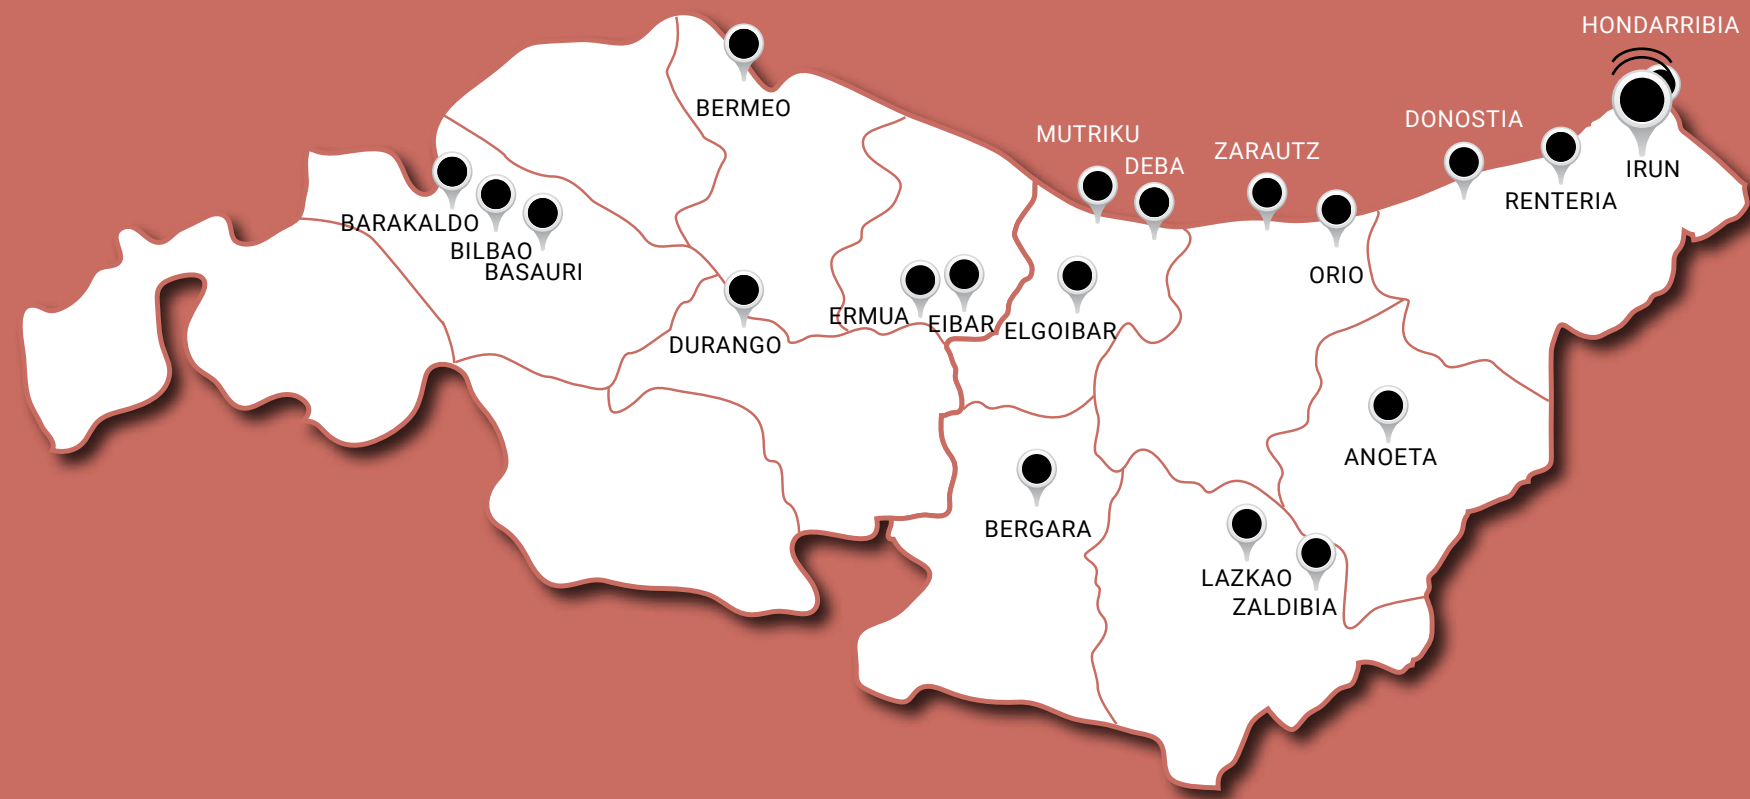 HONDARRIBIA
BERMEO
DONOSTIA
MUTRIKU
ZARAUTZ
DEBA
IRUN
RENTERIA
BARAKALDO
BILBAO
BASAURI
ORIO
ERMUA
EIBAR
ELGOIBAR
DURANGO
ANOETA
BERGARA
LAZKAO
ZALDIBIA